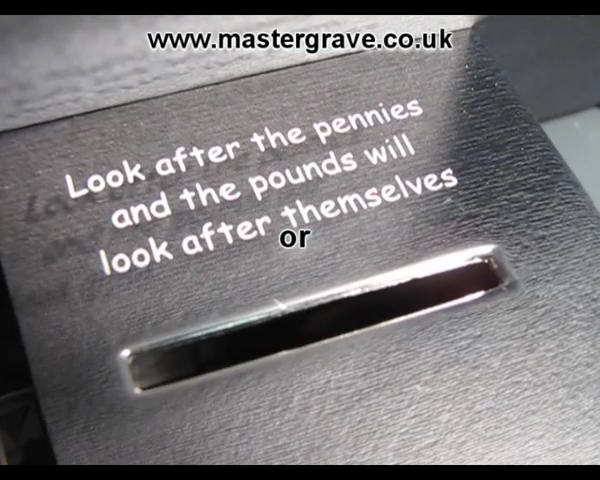 www.mastergrave.co.uk
Look after the pennies
and the pounds will
look after themselves
or